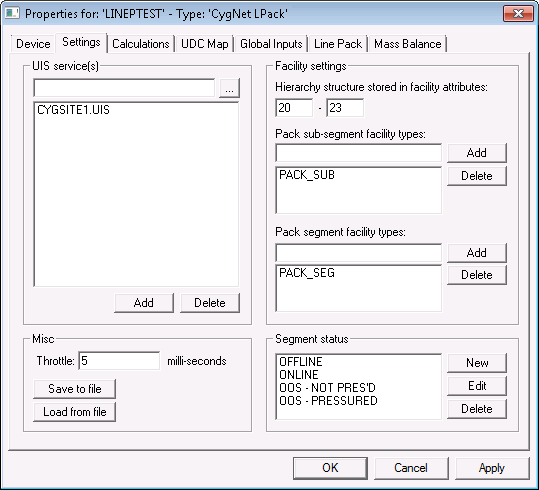 Properties for: 'LINEPTEST' - Type: 'CygNet LPack'
Device Settings Calculations UDC Map Global Inputs Line Pack Mass Balance
UIS service(s)
...
CYGSITE1.UIS
Add Delete
Facility settings
Hierarchy structure stored in facility attributes:
20 - 23
Pack sub-segment facility types:
Add
PACK_SUB
Delete
Pack segment facility types:
Add
PACK_SEG
Delete
Misc
Throttle: 5 milli-seconds
Save to file
Load from file
Segment status
OFFLINE
ONLINE
OOS - NOT PRES'D
OOS - PRESSURED
New
Edit
Delete
OK Cancel Apply